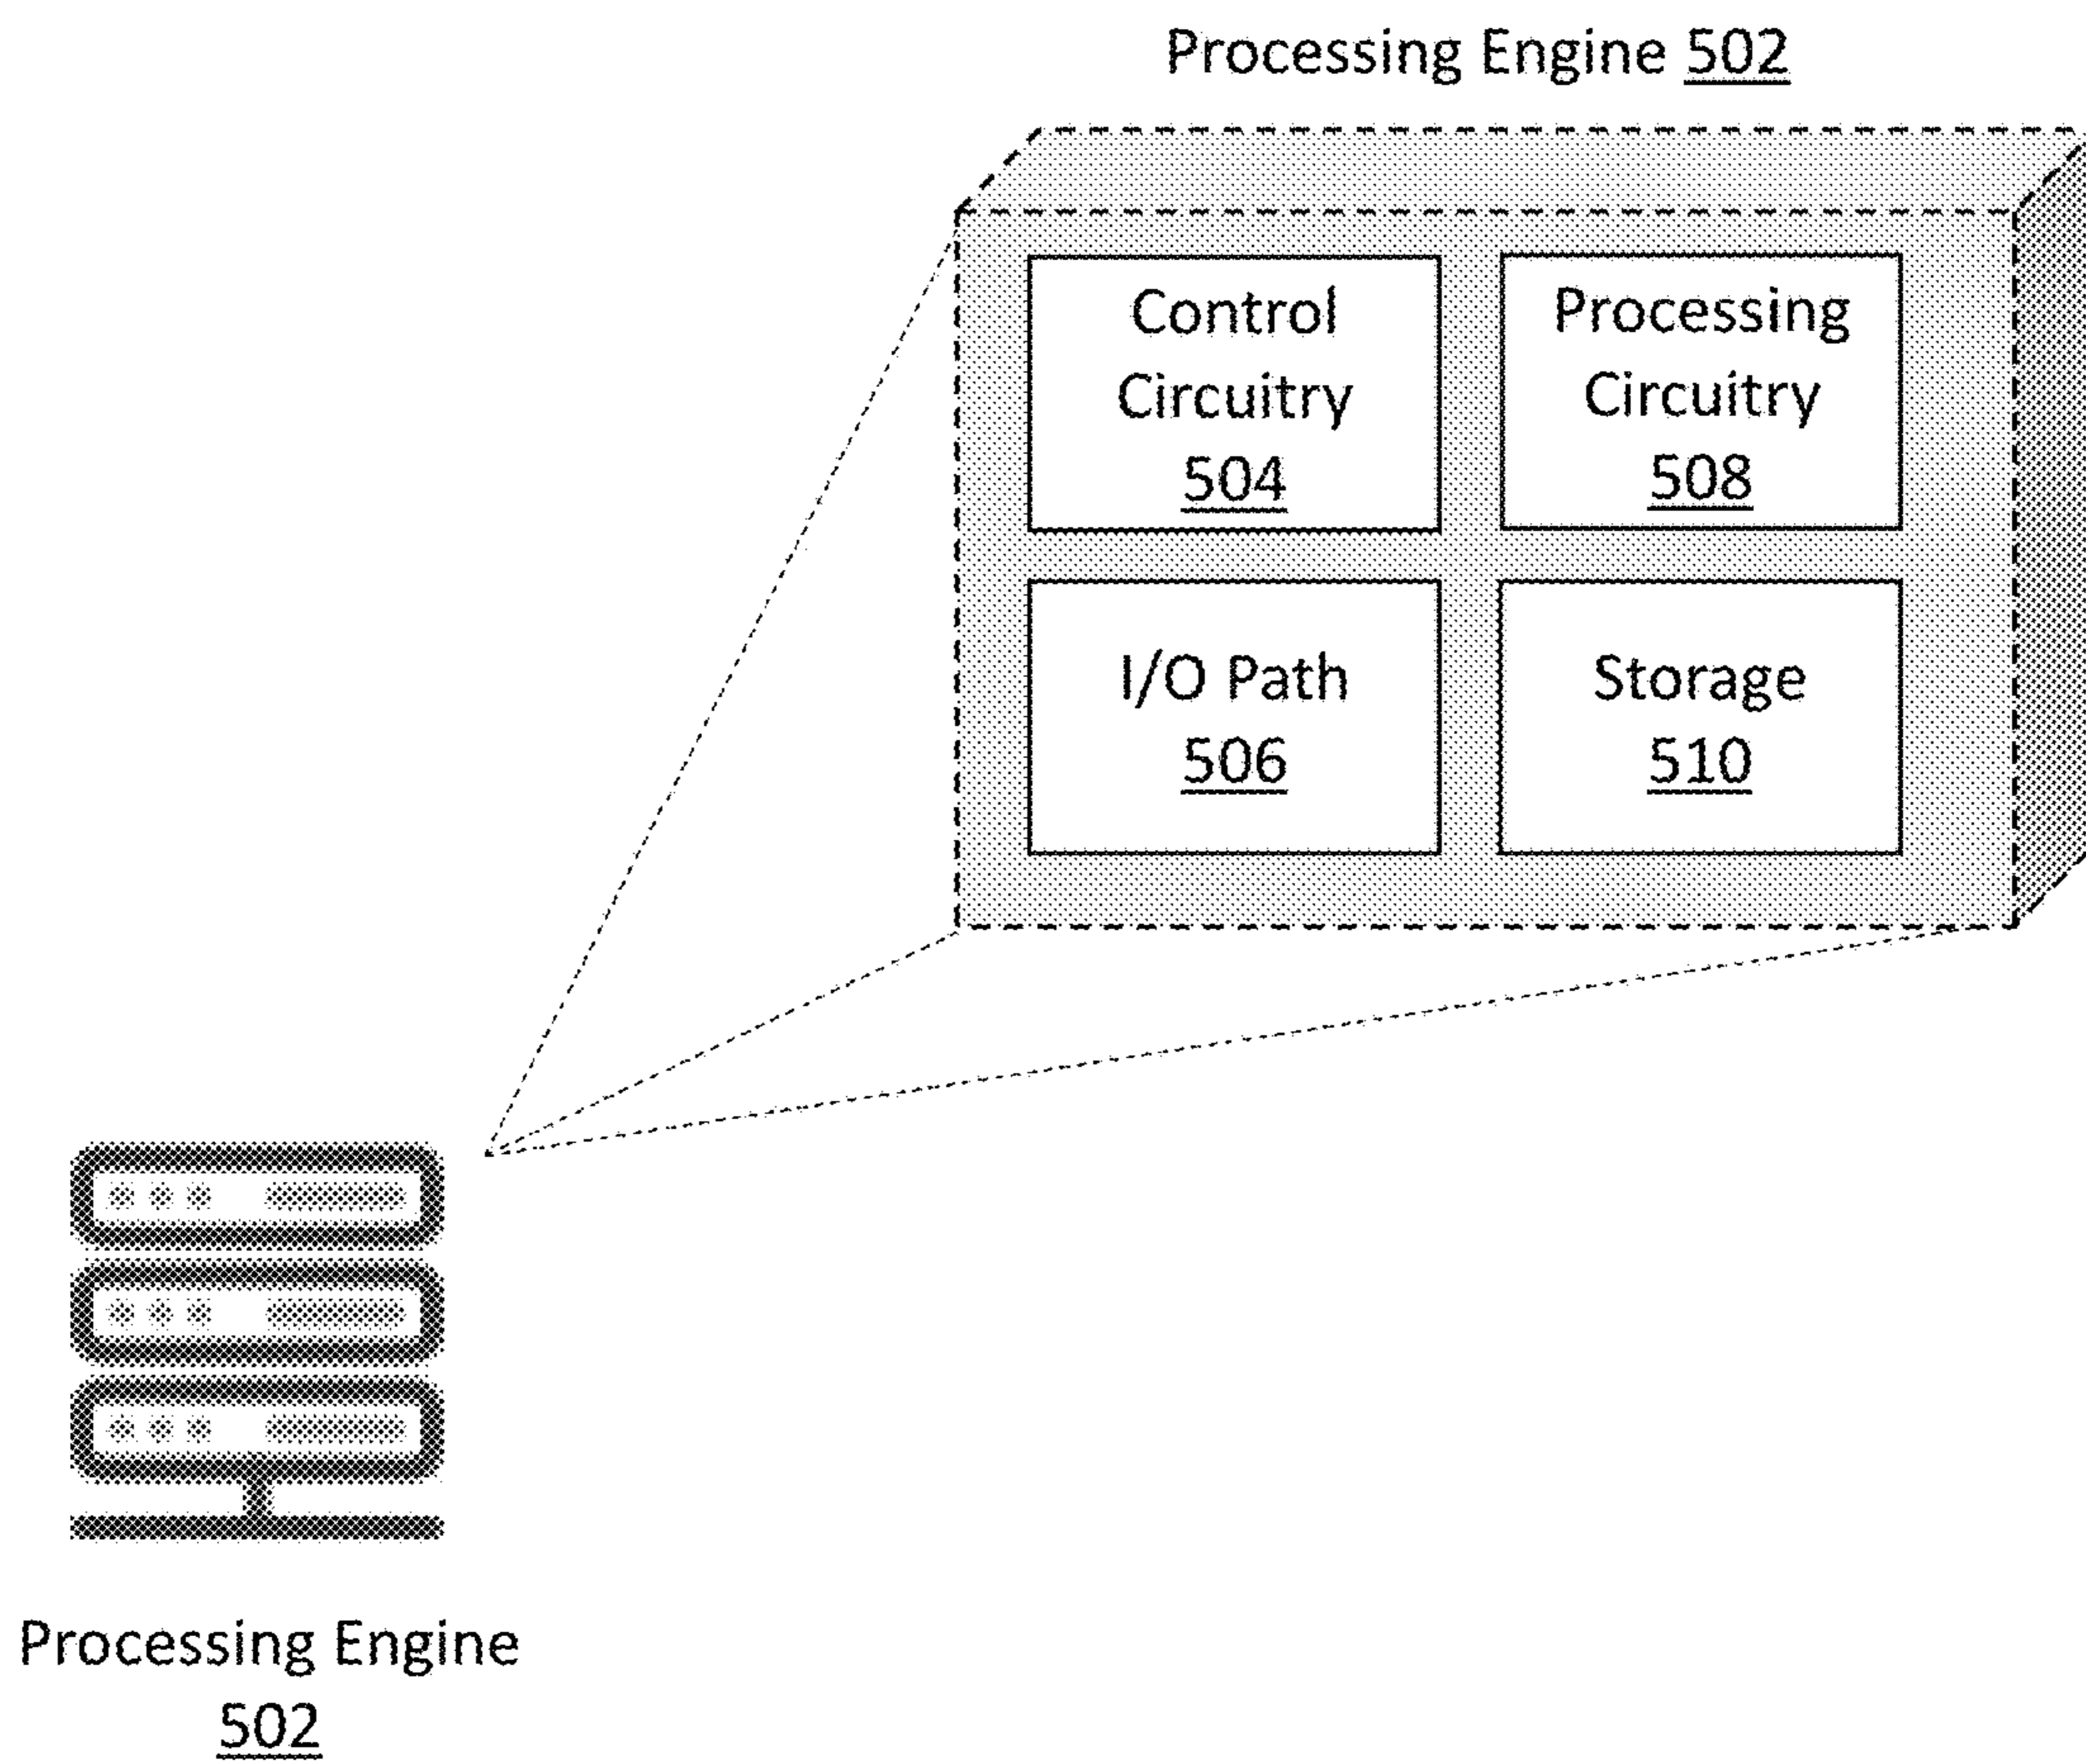 Processing Engine 502
Control
Circuitry
504
Processing
Circuitry
508
I/O Path
506
Storage
510
Processing Engine
502